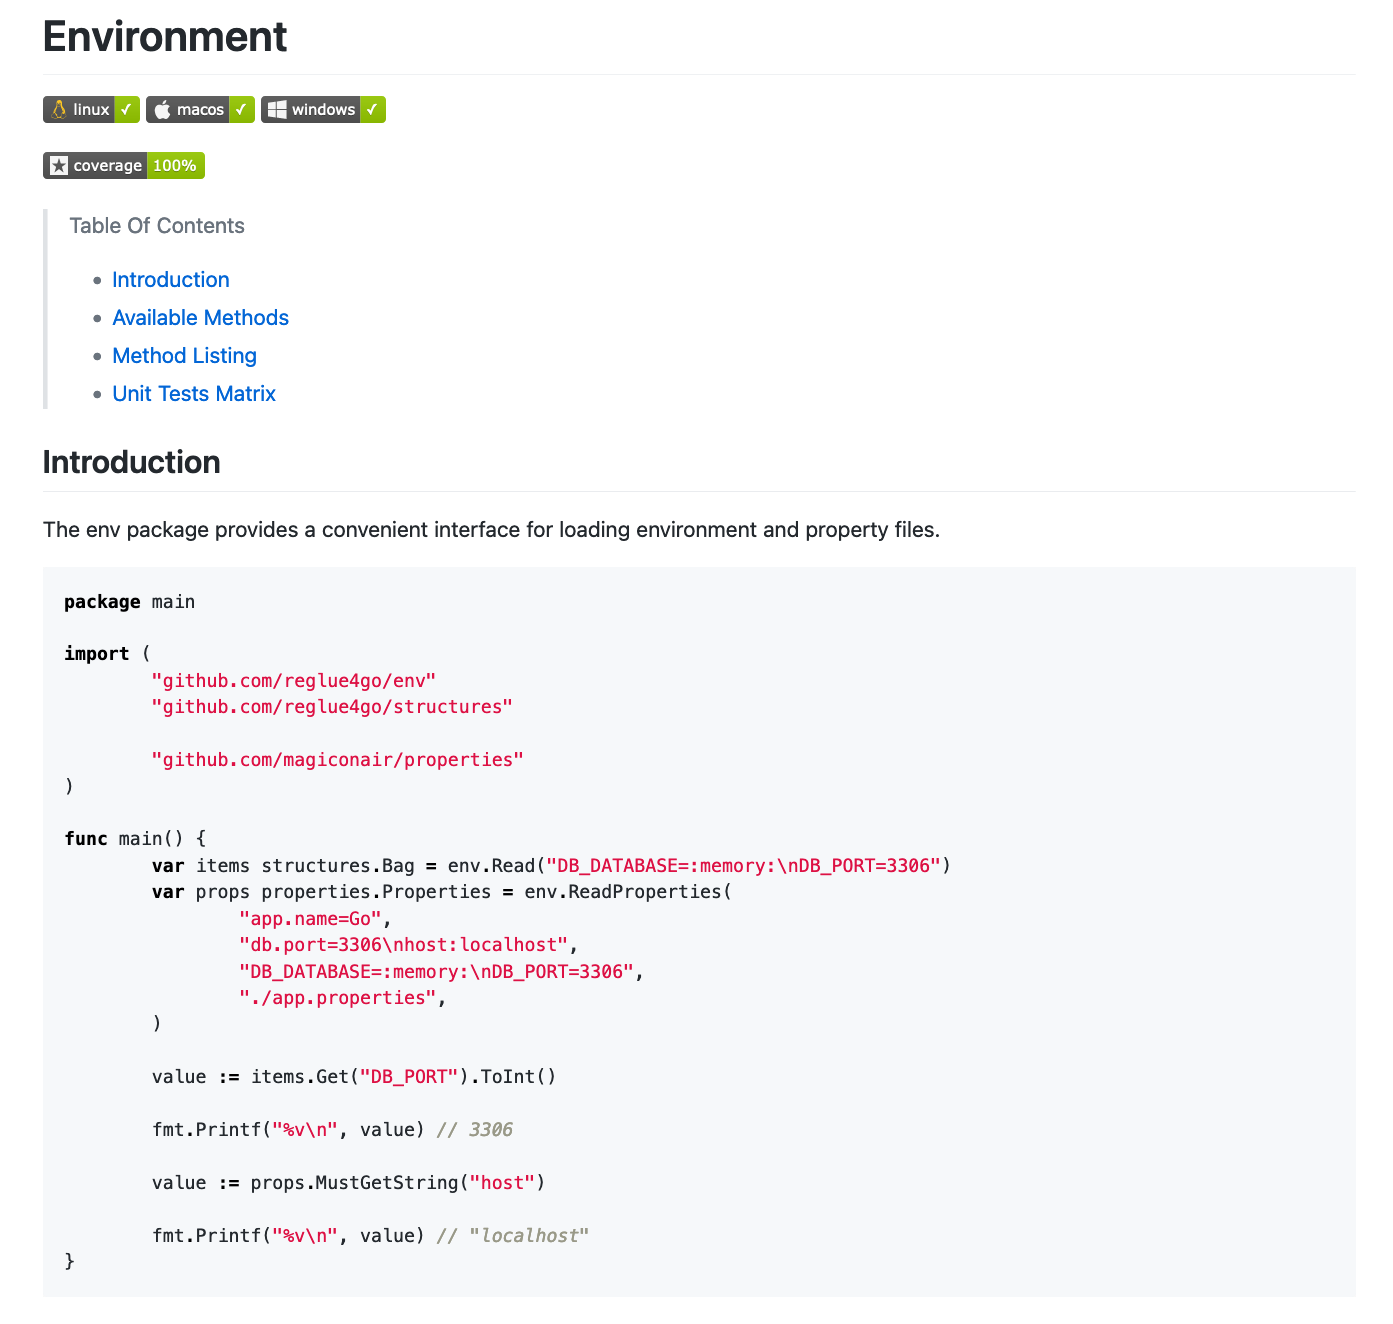 Environment
linux ✓ macos ✓ windows ✓
coverage 100%
Table Of Contents
• Introduction
• Available Methods
• Method Listing
• Unit Tests Matrix
Introduction
The env package provides a convenient interface for loading environment and property files.
package main
import (
"github.com/reglue4go/env"
"github.com/reglue4go/structures"
"github.com/magiconair/properties"
)
func main() {
var items structures.Bag = env.Read("DB_DATABASE=:memory:\nDB_PORT=3306")
var props properties.Properties = env.ReadProperties(
"app.name=Go",
"db.port=3306\nhost:localhost",
"DB_DATABASE=:memory:\nDB_PORT=3306",
"./app.properties",
)
value := items.Get("DB_PORT").ToInt()
fmt.Printf("%v\n", value) // 3306
value := props.MustGetString("host")
fmt.Printf("%v\n", value) // "localhost"
}